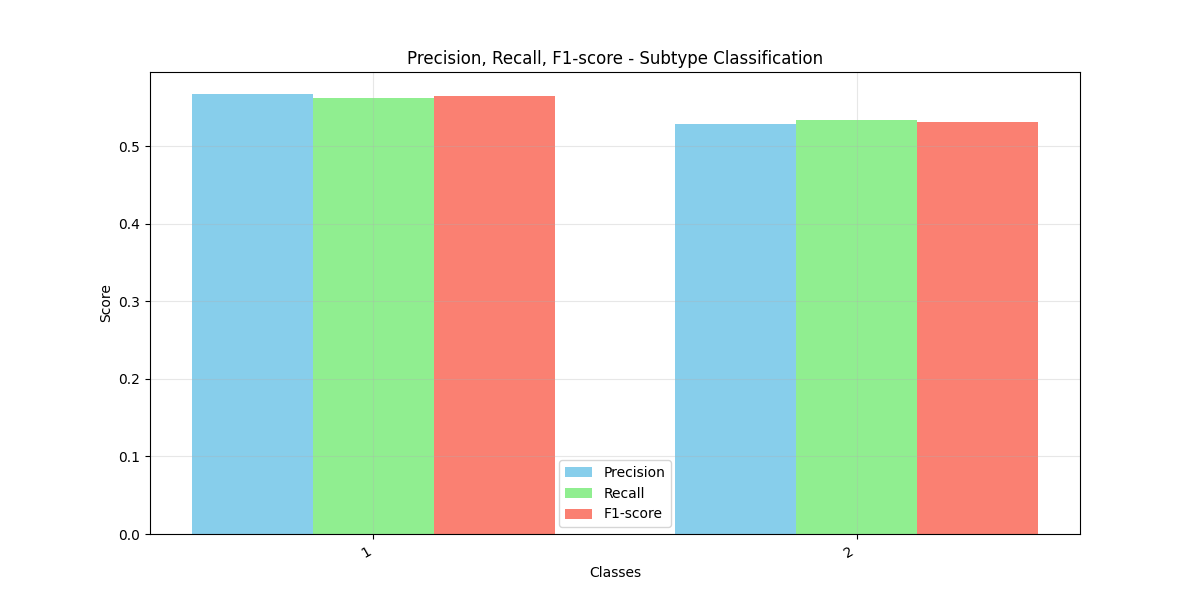 Precision, Recall, F1-score - Subtype Classification
Score
0.5
0.4
0.3
0.2
0.1
0.0
Precision
Recall
F1-score
1
2
Classes